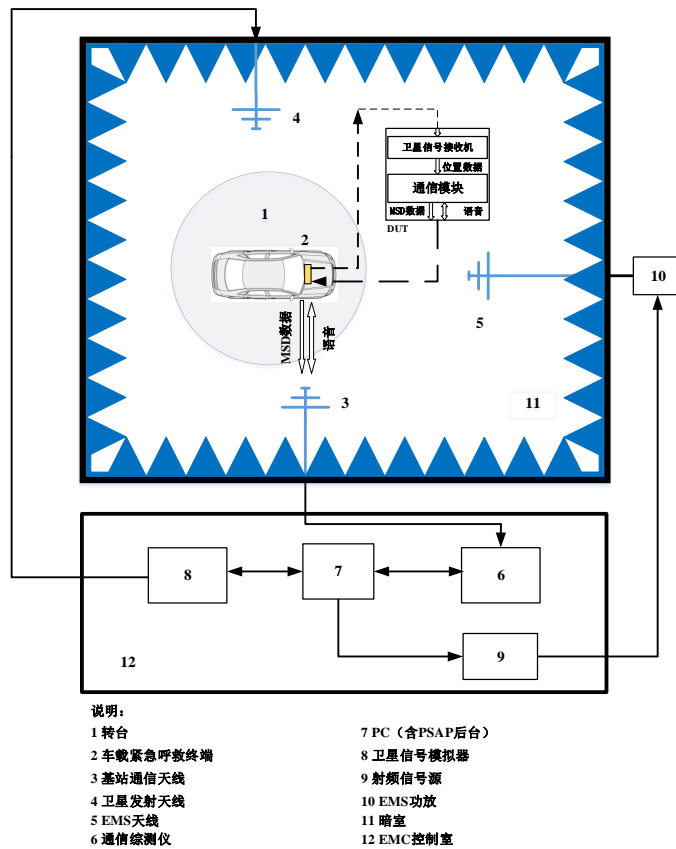 4
卫星信号接收机
位置数据
通信模块
MSD数据 语音
DUT
1
2
10
5
MSD数据
语音
3
11
8
7
6
9
12
说明：
1 转台
2 车载紧急呼救终端
3 基站通信天线
4 卫星发射天线
5 EMS天线
6 通信综测仪
7 PC（含PSAP后台）
8 卫星信号模拟器
9 射频信号源
10 EMS功放
11 暗室
12 EMC控制室